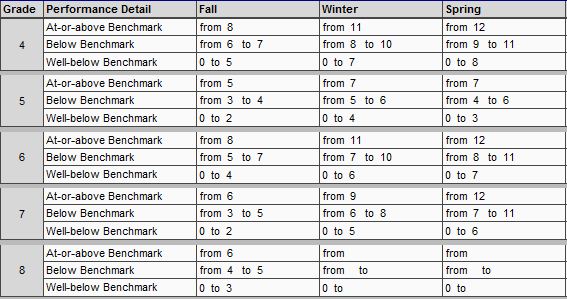 Grade Performance Detail Fall Winter Spring
At-or-above Benchmark from 8 from 11 from 12
4 Below Benchmark from 6 to 7 from 8 to 10 from 9 to 11
Well-below Benchmark 0 to 5 0 to 7 0 to 8
At-or-above Benchmark from 5 from 7 from 7
5 Below Benchmark from 3 to 4 from 5 to 6 from 4 to 6
Well-below Benchmark 0 to 2 0 to 4 0 to 3
At-or-above Benchmark from 8 from 11 from 12
6 Below Benchmark from 5 to 7 from 7 to 10 from 8 to 11
Well-below Benchmark 0 to 4 0 to 6 0 to 7
At-or-above Benchmark from 6 from 9 from 12
7 Below Benchmark from 3 to 5 from 6 to 8 from 7 to 11
Well-below Benchmark 0 to 2 0 to 5 0 to 6
At-or-above Benchmark from 6 from from
8 Below Benchmark from 4 to 5 from to from to
Well-below Benchmark 0 to 3 0 to 0 to